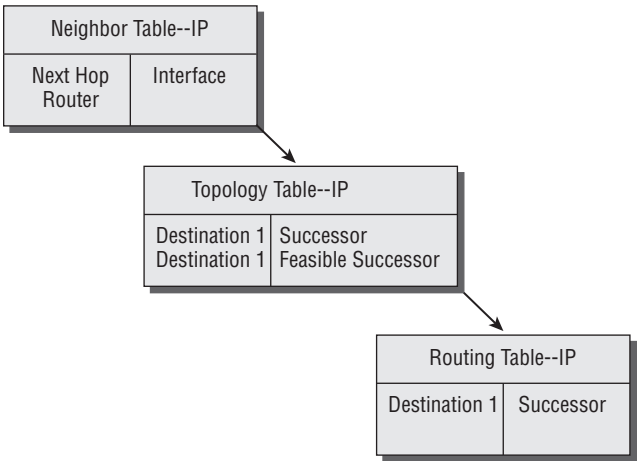 Neighbor Table--IP
Next Hop Router
Interface
Topology Table--IP
Destination 1 Successor
Destination 1 Feasible Successor
Routing Table--IP
Destination 1 Successor